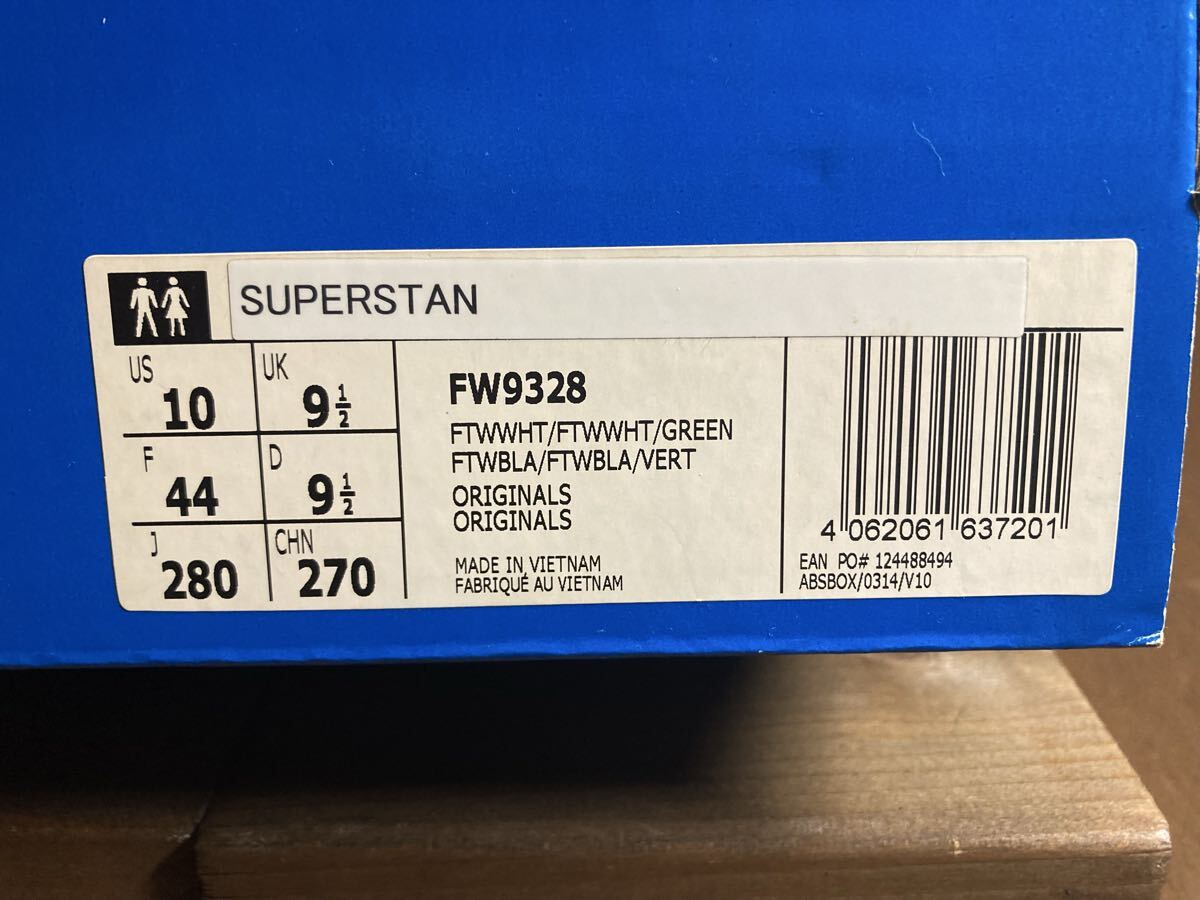 SUPERSTAN
US 10 UK 9 1/2
F 44 D 9 1/2
J 280 CHN 270
FW9328
FTWWHT/FTWWHT/GREEN
FTWBLA/FTWBLA/VERT
ORIGINALS
ORIGINALS
MADE IN VIETNAM
FABRIQUÉ AU VIETNAM
4 062061 637201
EAN PO# 124488494
ABSBOX/0314/V10